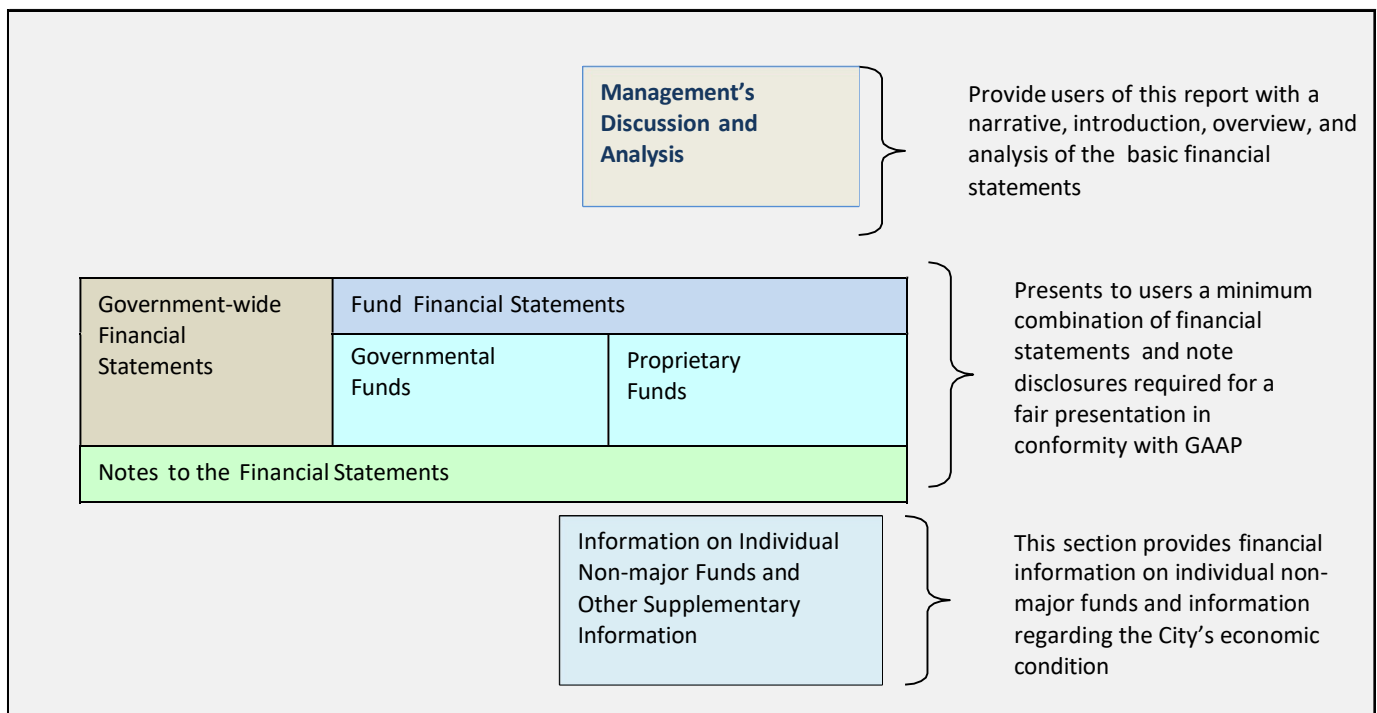 Management’s
Discussion and
Analysis
Provide users of this report with a
narrative, introduction, overview, and
analysis of the basic financial
statements
Government-wide
Financial
Statements
Fund Financial Statements
Governmental
Funds
Proprietary
Funds
Notes to the Financial Statements
Presents to users a minimum
combination of financial
statements and note
disclosures required for a
fair presentation in
conformity with GAAP
Information on Individual
Non-major Funds and
Other Supplementary
Information
This section provides financial
information on individual non-
major funds and information
regarding the City’s economic
condition